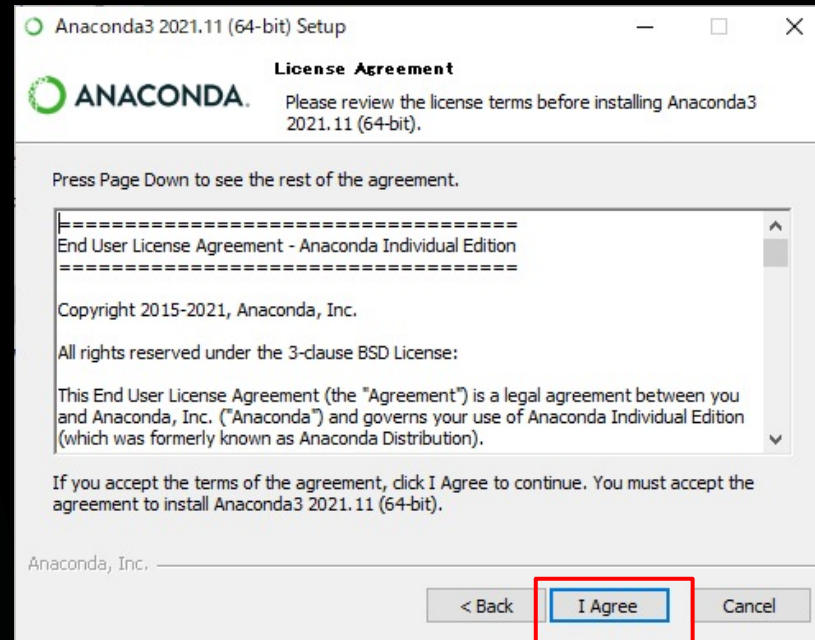 Anaconda3 2021.11 (64-bit) Setup
ANACONDA.
License Agreement
Please review the license terms before installing Anaconda3
2021.11 (64-bit).
Press Page Down to see the rest of the agreement.
===================================
End User License Agreement - Anaconda Individual Edition
===================================
Copyright 2015-2021, Anaconda, Inc.
All rights reserved under the 3-clause BSD License:
This End User License Agreement (the "Agreement") is a legal agreement between you
and Anaconda, Inc. ("Anaconda") and governs your use of Anaconda Individual Edition
(which was formerly known as Anaconda Distribution).
If you accept the terms of the agreement, click I Agree to continue. You must accept the
agreement to install Anaconda3 2021.11 (64-bit).
Anaconda, Inc.
< Back
I Agree
Cancel